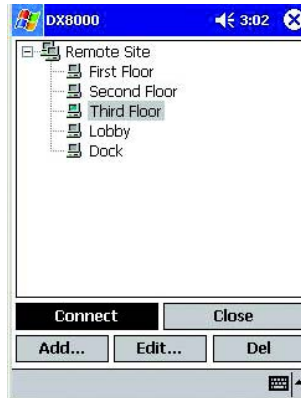 DX8000 3:02
Remote Site
First Floor
Second Floor
Third Floor
Lobby
Dock
Connect Close
Add... Edit... Del